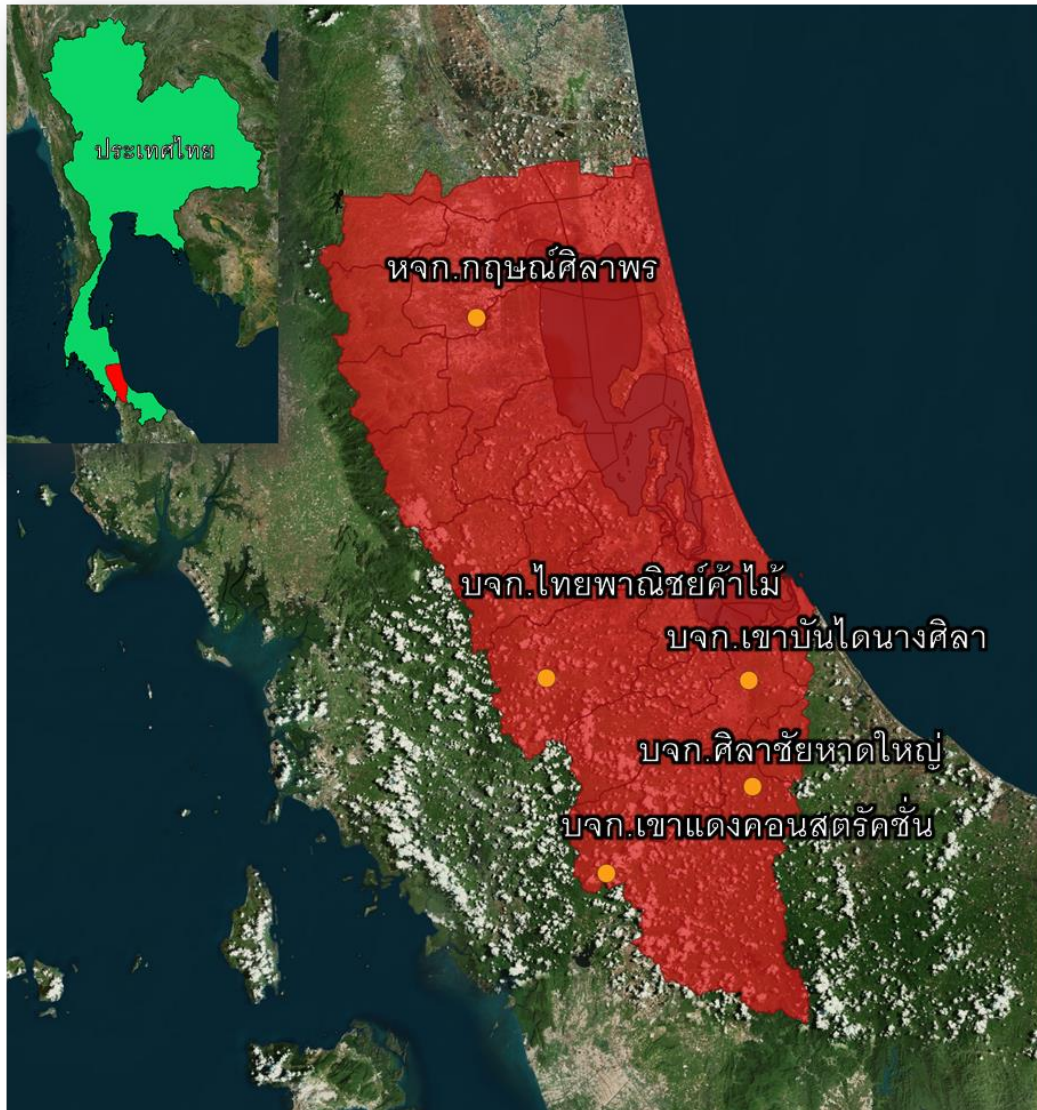 ประเทศไทย
หจก.กฤษณ์ศิลาพร
บจก.ไทยพาณิชย์ค้าไม้
บจก.เขาบันไดนางศิลา
บจก.ศิลาชัยหาดใหญ่
บจก.เขาแดงคอนสตรัคชั่น